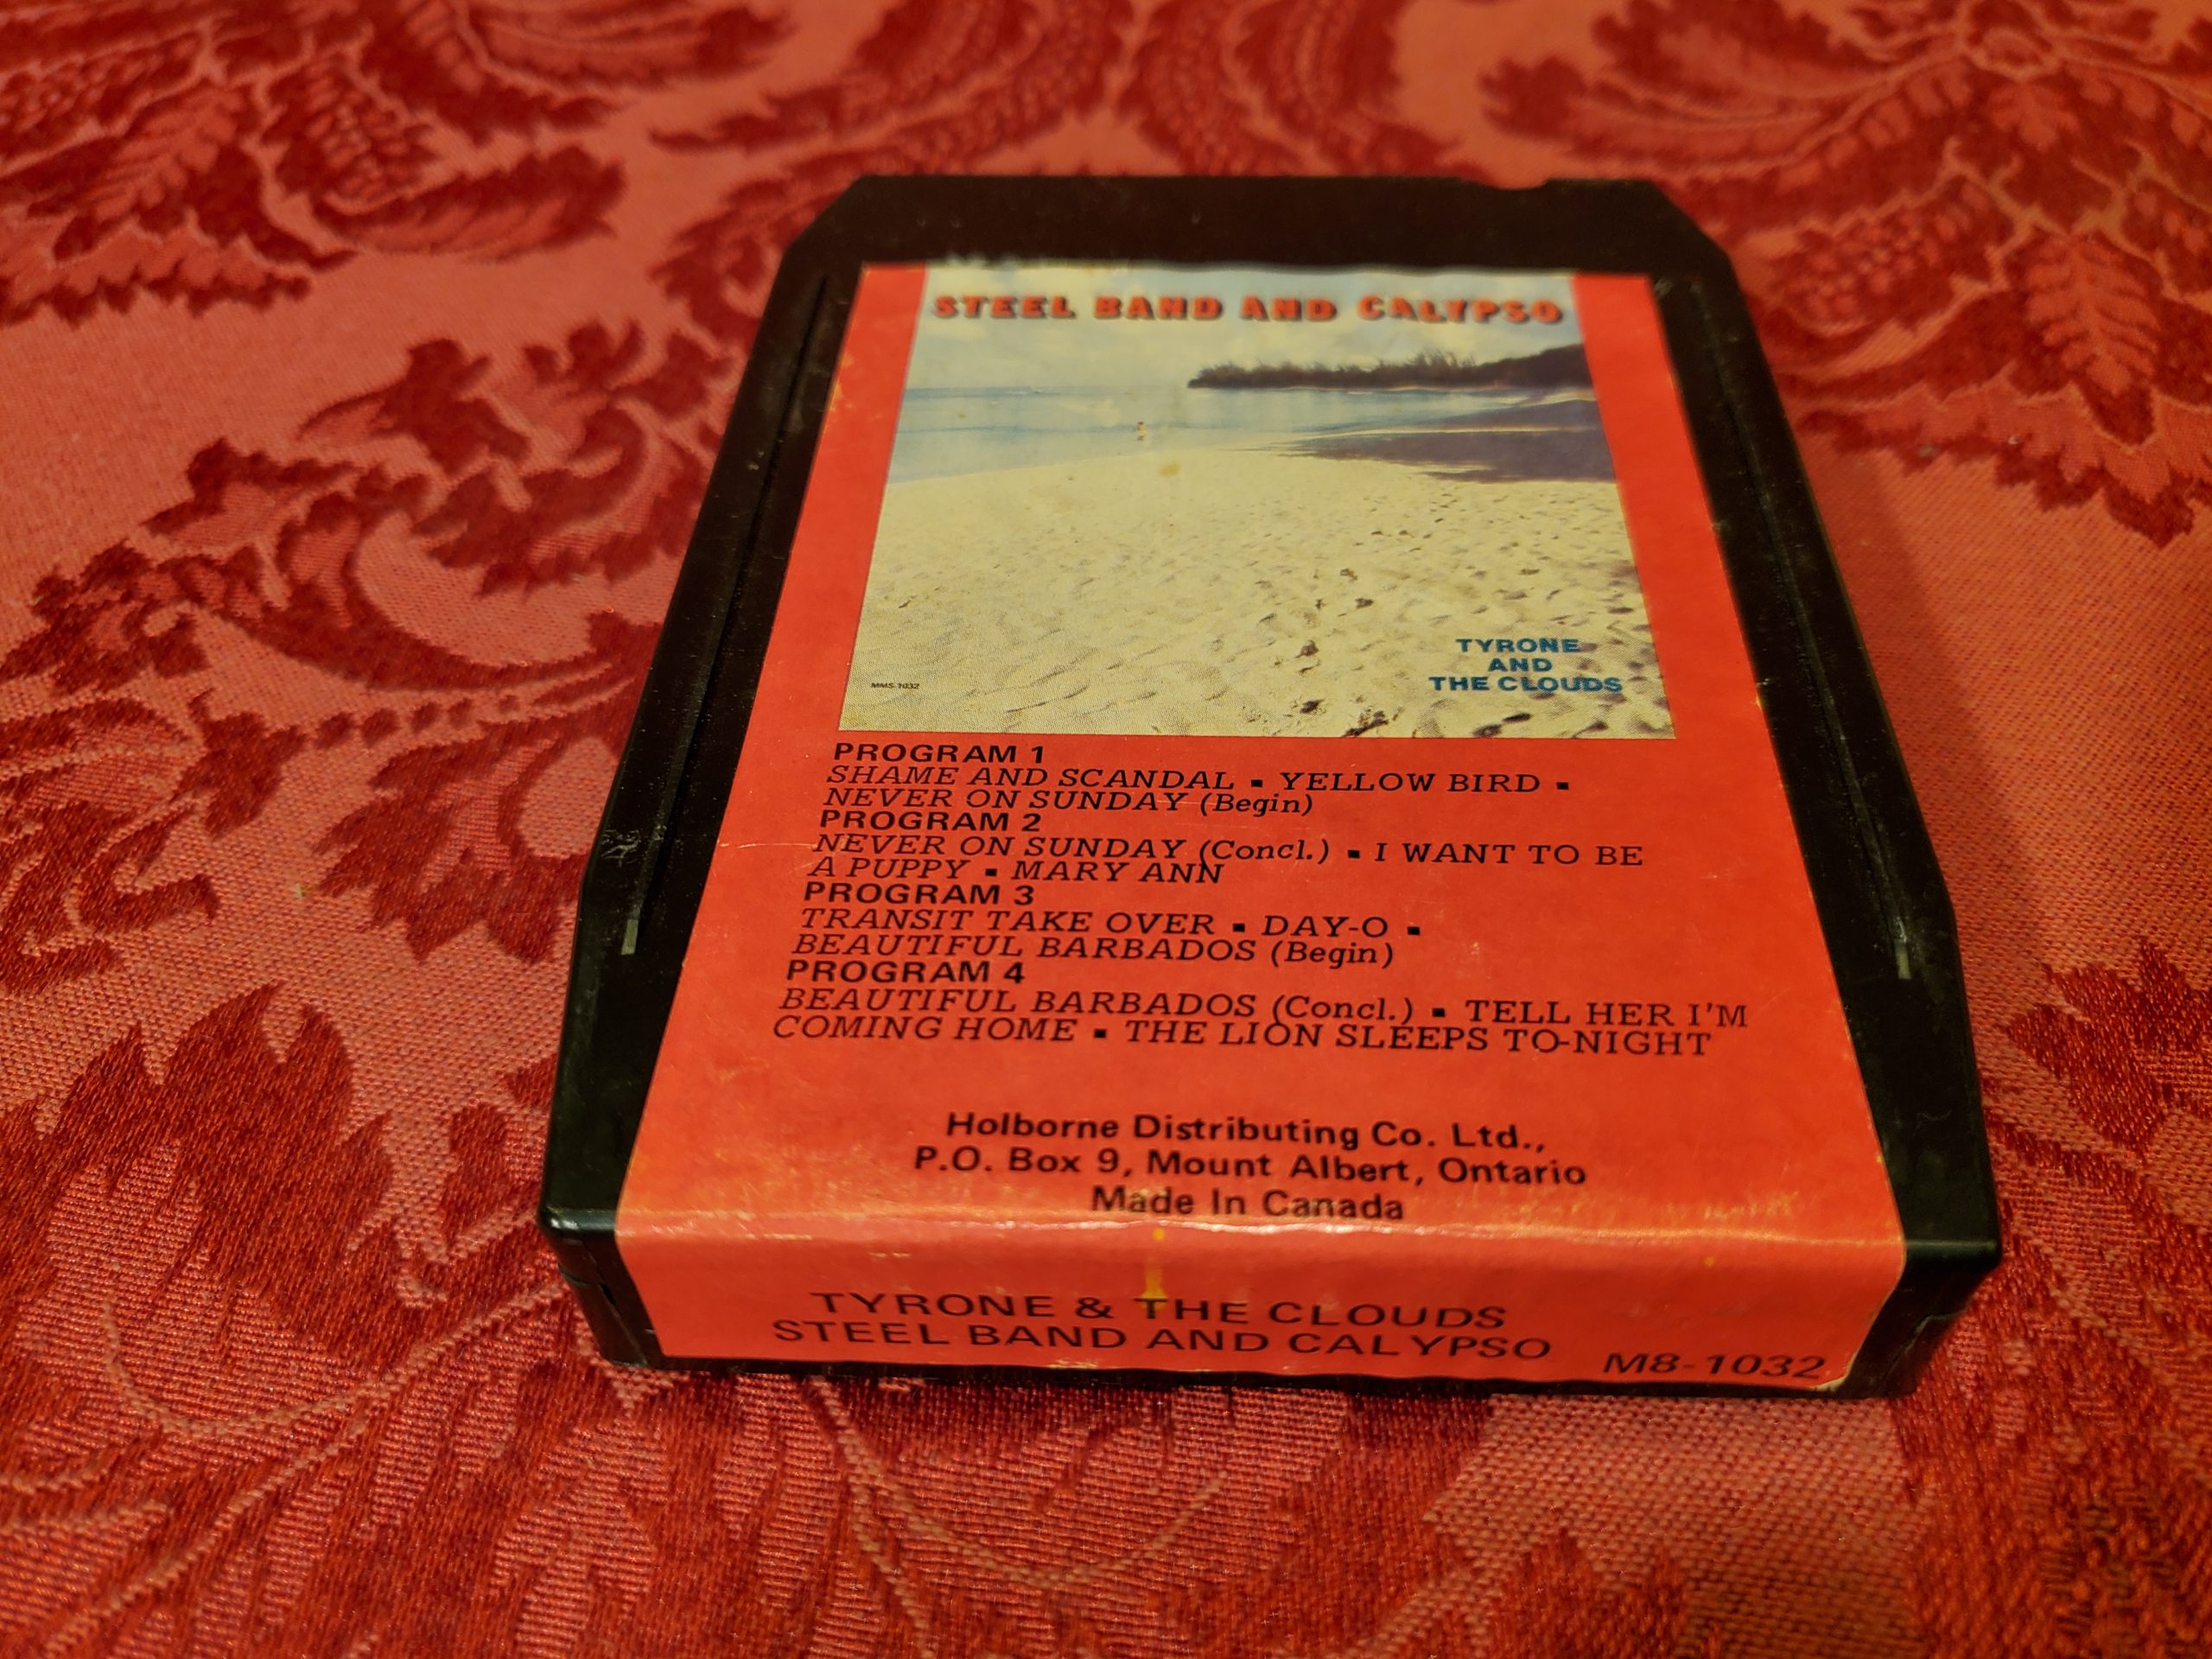 STEEL BAND AND CALYPSO
TYRONE
AND
THE CLOUDS
MMS-1032
PROGRAM 1
SHAME AND SCANDAL ▪ YELLOW BIRD ▪
NEVER ON SUNDAY (Begin)
PROGRAM 2
NEVER ON SUNDAY (Concl.) ▪ I WANT TO BE
A PUPPY ▪ MARY ANN
PROGRAM 3
TRANSIT TAKE OVER ▪ DAY-O ▪
BEAUTIFUL BARBADOS (Begin)
PROGRAM 4
BEAUTIFUL BARBADOS (Concl.) ▪ TELL HER I'M
COMING HOME ▪ THE LION SLEEPS TO-NIGHT
Holborne Distributing Co. Ltd.,
P.O. Box 9, Mount Albert, Ontario
Made In Canada
TYRONE & THE CLOUDS
STEEL BAND AND CALYPSO
M8-1032